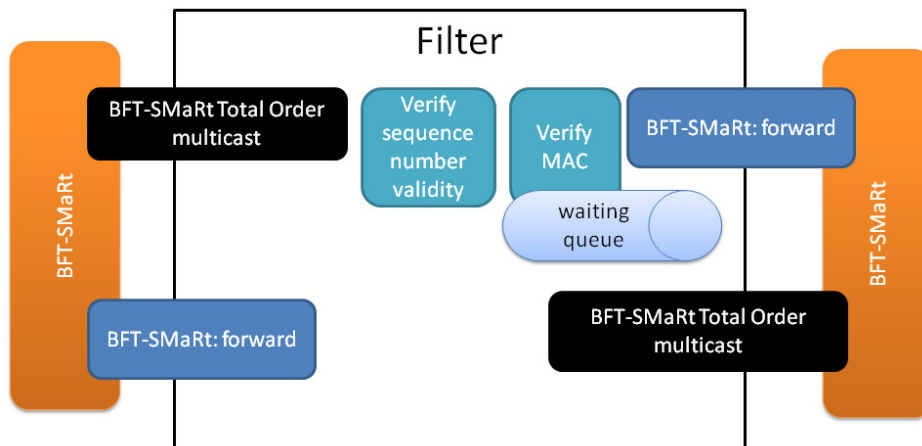 Filter
BFT-SMaRt
BFT-SMaRt Total Order
multicast
Verify
sequence
number
validity
Verify
MAC
BFT-SMaRt: forward
waiting
queue
BFT-SMaRt
BFT-SMaRt: forward
BFT-SMaRt Total Order
multicast